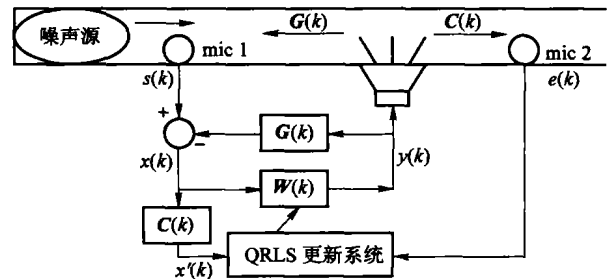 噪声源
G(k)
C(k)
mic 1
mic 2
s(k)
e(k)
+
−
G(k)
x(k)
y(k)
W(k)
C(k)
QRLS 更新系统
x'(k)